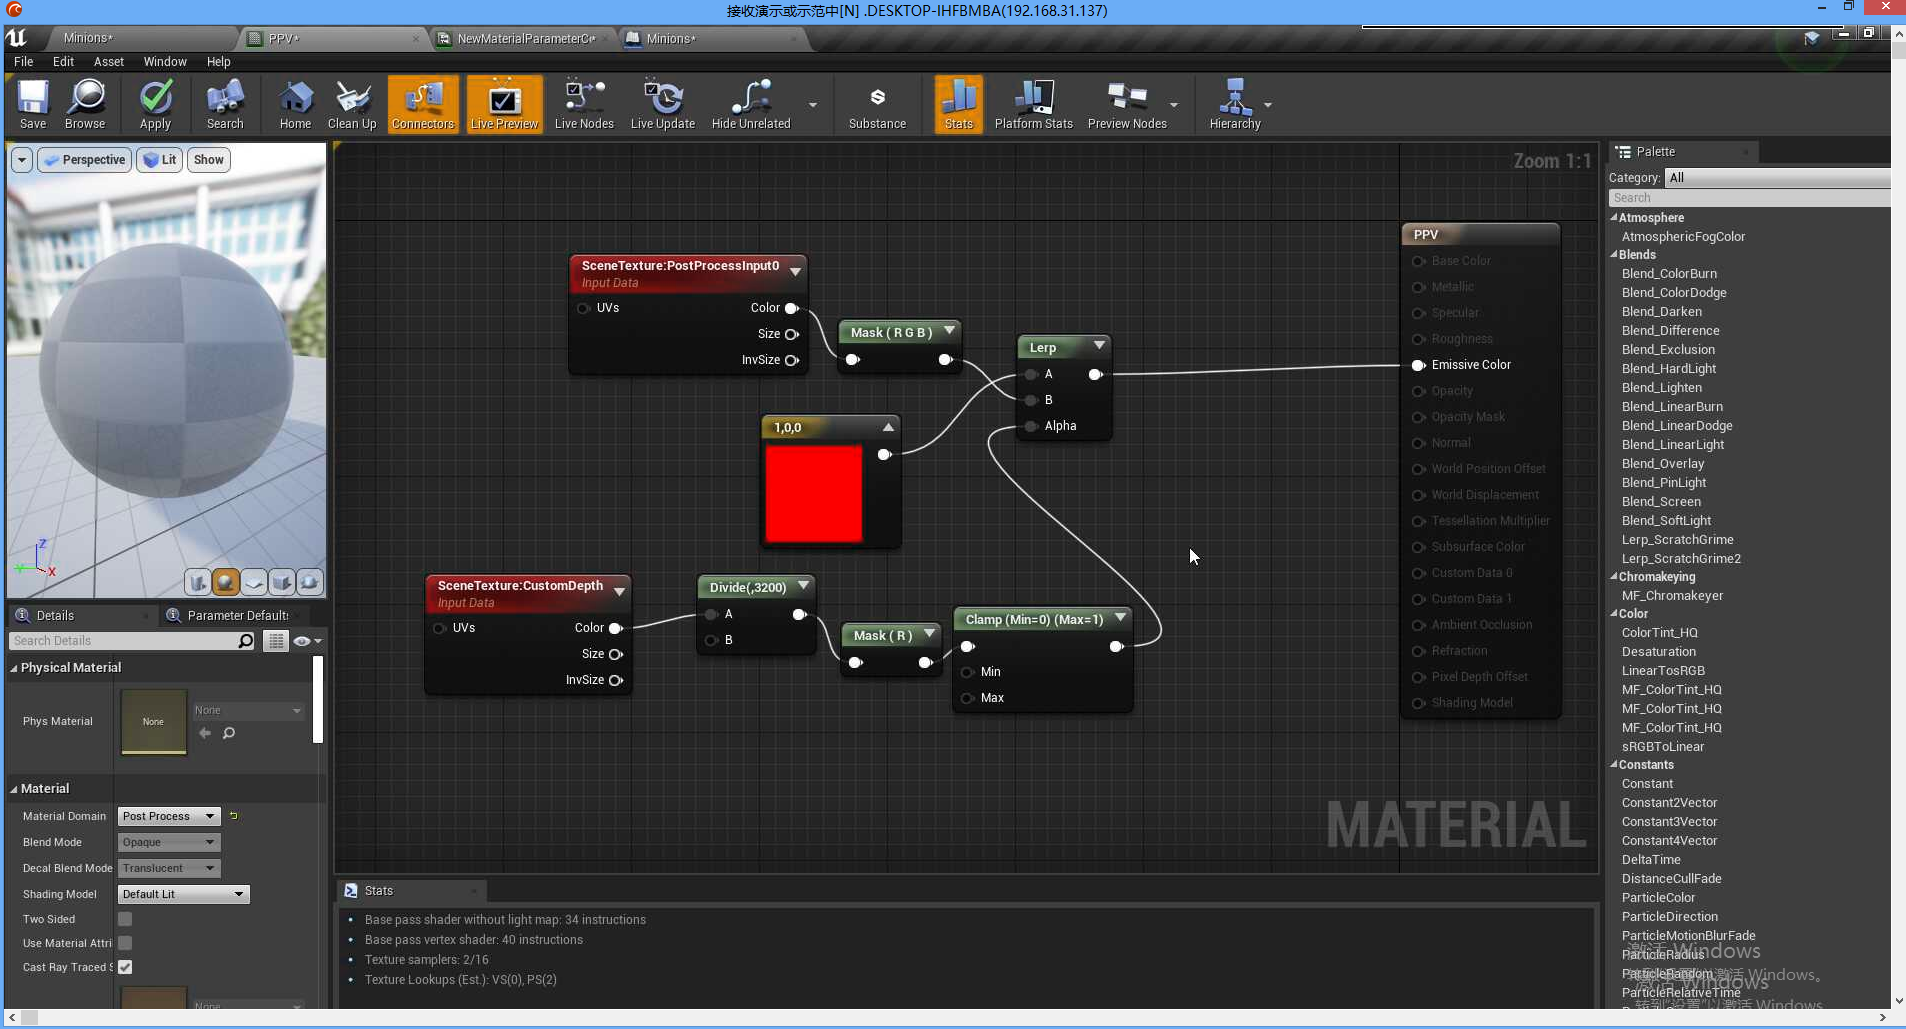 接收演示或示范中[N] .DESKTOP-IHFBMBA(192.168.31.137)
Minions*
PPV*
NewMaterialParameterC*
Minions*
File Edit Asset Window Help
Save
Browse
Apply
Search
Home
Clean Up
Connectors
Live Preview
Live Nodes
Live Update
Hide Unrelated
Substance
Stats
Platform Stats
Preview Nodes
Hierarchy
Perspective
Lit
Show
Z
Y
X
Zoom 1:1
SceneTexture:PostProcessInput0
Input Data
UVs
Color
Size
InvSize
Mask ( R G B )
Lerp
A
B
Alpha
1,0,0
SceneTexture:CustomDepth
Input Data
UVs
Color
Size
InvSize
Divide(,3200)
A
B
Mask ( R )
Clamp (Min=0) (Max=1)
Min
Max
PPV
Base Color
Metallic
Specular
Roughness
Emissive Color
Opacity
Opacity Mask
Normal
World Position Offset
World Displacement
Tessellation Multiplier
Subsurface Color
Custom Data 0
Custom Data 1
Ambient Occlusion
Refraction
Pixel Depth Offset
Shading Model
MATERIAL
Details
Parameter Default
Search Details
Physical Material
Phys Material
None
None
Material
Material Domain
Post Process
Blend Mode
Opaque
Decal Blend Mode
Translucent
Shading Model
Default Lit
Two Sided
Use Material Attri
Cast Ray Traced S
None
Stats
Base pass shader without light map: 34 instructions
Base pass vertex shader: 40 instructions
Texture samplers: 2/16
Texture Lookups (Est.): VS(0), PS(2)
Palette
Category: All
Search
Atmosphere
AtmosphericFogColor
Blends
Blend_ColorBurn
Blend_ColorDodge
Blend_Darken
Blend_Difference
Blend_Exclusion
Blend_HardLight
Blend_Lighten
Blend_LinearBurn
Blend_LinearDodge
Blend_LinearLight
Blend_Overlay
Blend_PinLight
Blend_Screen
Blend_SoftLight
Lerp_ScratchGrime
Lerp_ScratchGrime2
Chromakeying
MF_Chromakeyer
Color
ColorTint_HQ
Desaturation
LinearTosRGB
MF_ColorTint_HQ
MF_ColorTint_HQ
MF_ColorTint_HQ
sRGBToLinear
Constants
Constant
Constant2Vector
Constant3Vector
Constant4Vector
DeltaTime
DistanceCullFade
ParticleColor
ParticleDirection
ParticleMotionBlurFade
激活 Windows
ParticleRadius
ParticleRandom
激活 Windows。
激活 Windows
ParticleRelativeTime
转到"设置"以激活 Windows